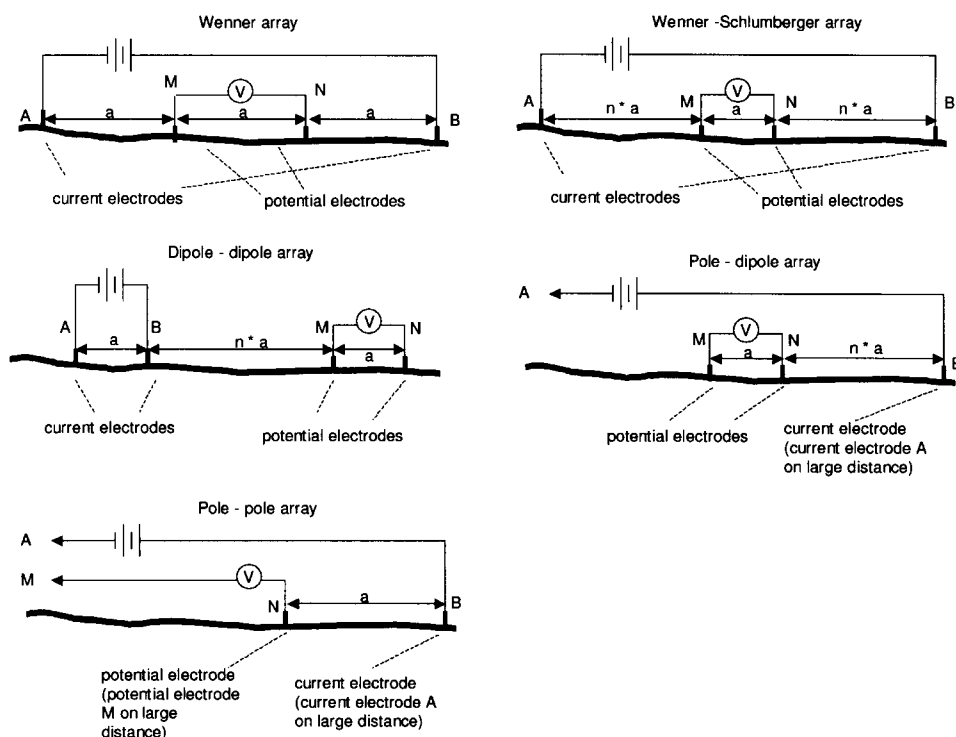 Wenner array
M
V
N
A
a
a
a
B
current electrodes
potential electrodes
Wenner -Schlumberger array
A
M
V
N
B
n * a
a
n * a
current electrodes
potential electrodes
Dipole - dipole array
A
B
M
V
N
a
n * a
a
current electrodes
potential electrodes
Pole - dipole array
A
M
V
N
a
n * a
B
potential electrodes
current electrode
(current electrode A
on large distance)
Pole - pole array
A
M
V
N
a
B
potential electrode
(potential electrode
M on large
distance)
current electrode
(current electrode A
on large distance)